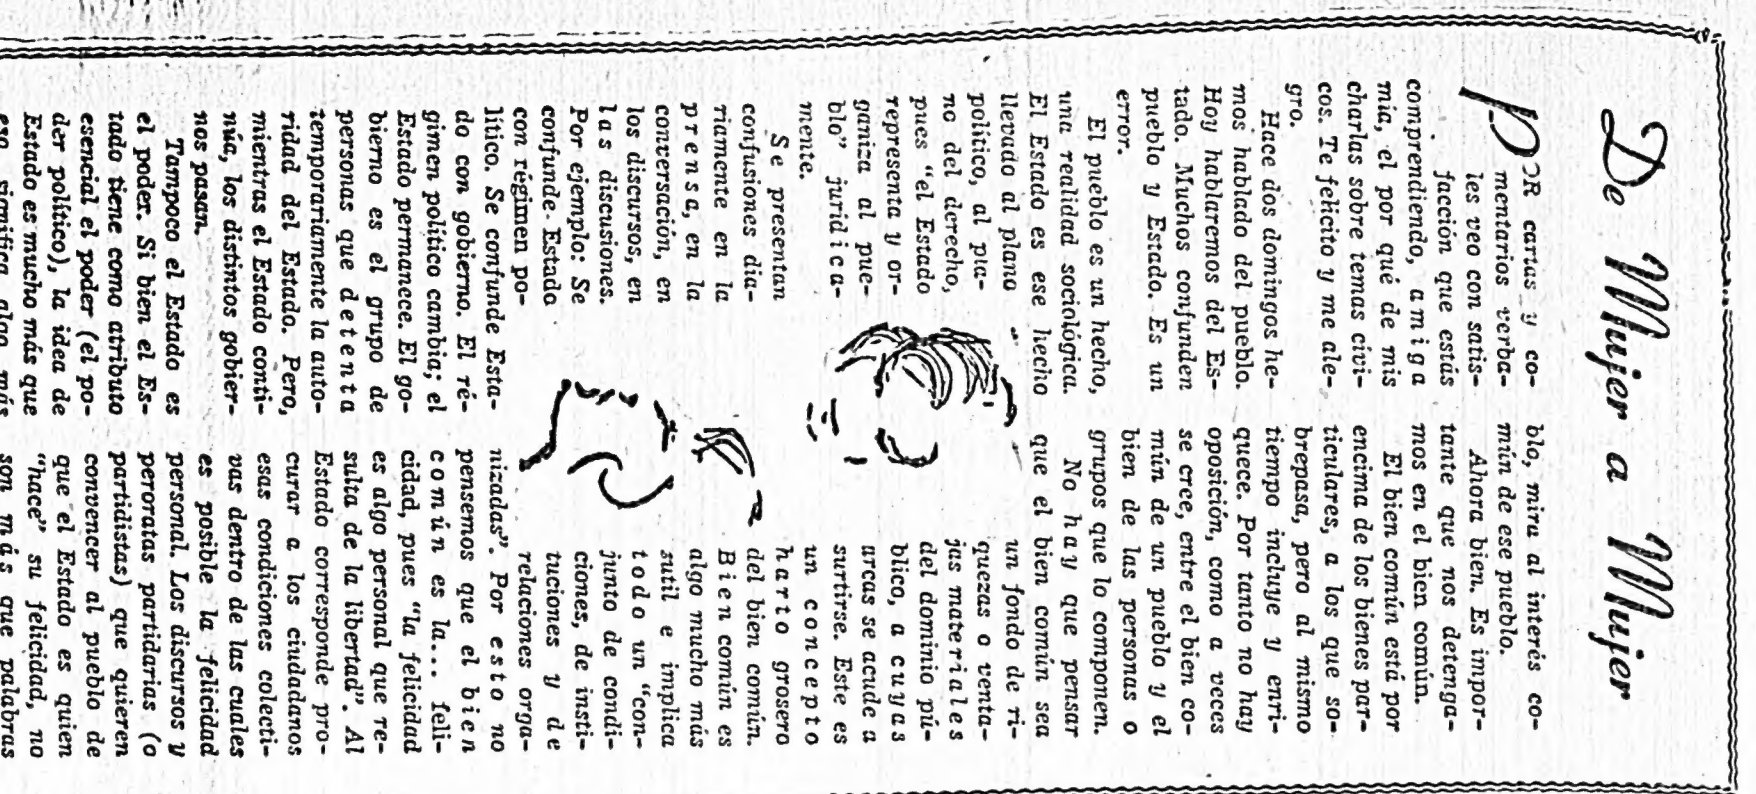 De Mujer a Mujer
POR cartas y co-
mentarios verba-
les veo con satis-
facción que estás
comprendiendo, amiga
mía, el por qué de mis
charlas sobre temas cívi-
cos. Te felicito y me ale-
gro.
Hace dos domingos he-
mos hablado del pueblo.
Hoy hablaremos del Es-
tado. Muchos confunden
pueblo y Estado. Es un
error.
El pueblo es un hecho,
una realidad sociológica.
El Estado es ese hecho
llevado al plano
político, al pla-
no del derecho,
pues "el Estado
representa y or-
ganiza al pue-
blo" jurídica-
mente.
Se presentan
confusiones dia-
riamente en la
prensa, en la
conversación, en
los discursos, en
las discusiones.
Por ejemplo: Se
confunde Estado
con régimen po-
lítico. Se confunde Esta-
do con gobierno. El ré-
gimen político cambia; el
Estado permanece. El go-
bierno es el grupo de
personas que detenta
temporariamente la auto-
ridad del Estado. Pero,
mientras el Estado conti-
núa, los distintos gobier-
nos pasan.
Tampoco el Estado es
el poder. Si bien el Es-
tado tiene como atributo
esencial el poder (el po-
der político), la idea de
Estado es mucho más que
eso significa algo más
blo, mira al interés co-
mún de ese pueblo.
Ahora bien. Es impor-
tante que nos detenga-
mos en el bien común.
El bien común está por
encima de los bienes par-
ticulares, a los que so-
brepasa, pero al mismo
tiempo incluye y enri-
quece. Por tanto no hay
oposición, como a veces
se cree, entre el bien co-
mún de un pueblo y el
bien de las personas o
grupos que lo componen.
No hay que pensar
que el bien común sea
un fondo de ri-
quezas o venta-
jas materiales
del dominio pú-
blico, a cuyas
arcas se acude a
surtirse. Este es
un concepto
harto grosero
del bien común.
Bien común es
algo mucho más
sutil e implica
todo un "con-
junto de condi-
ciones, de insti-
tuciones y de
relaciones orga-
nizadas". Por esto no
pensemos que el bien
común es la... feli-
cidad, pues "la felicidad
es algo personal que re-
sulta de la libertad". Al
Estado corresponde pro-
curar a los ciudadanos
esas condiciones colecti-
vas dentro de las cuales
es posible la felicidad
personal. Los discursos y
peroratas partidarias (o
partidistas) que quieren
convencer al pueblo de
que el Estado es quien
"hace" su felicidad, no
son más que palabras